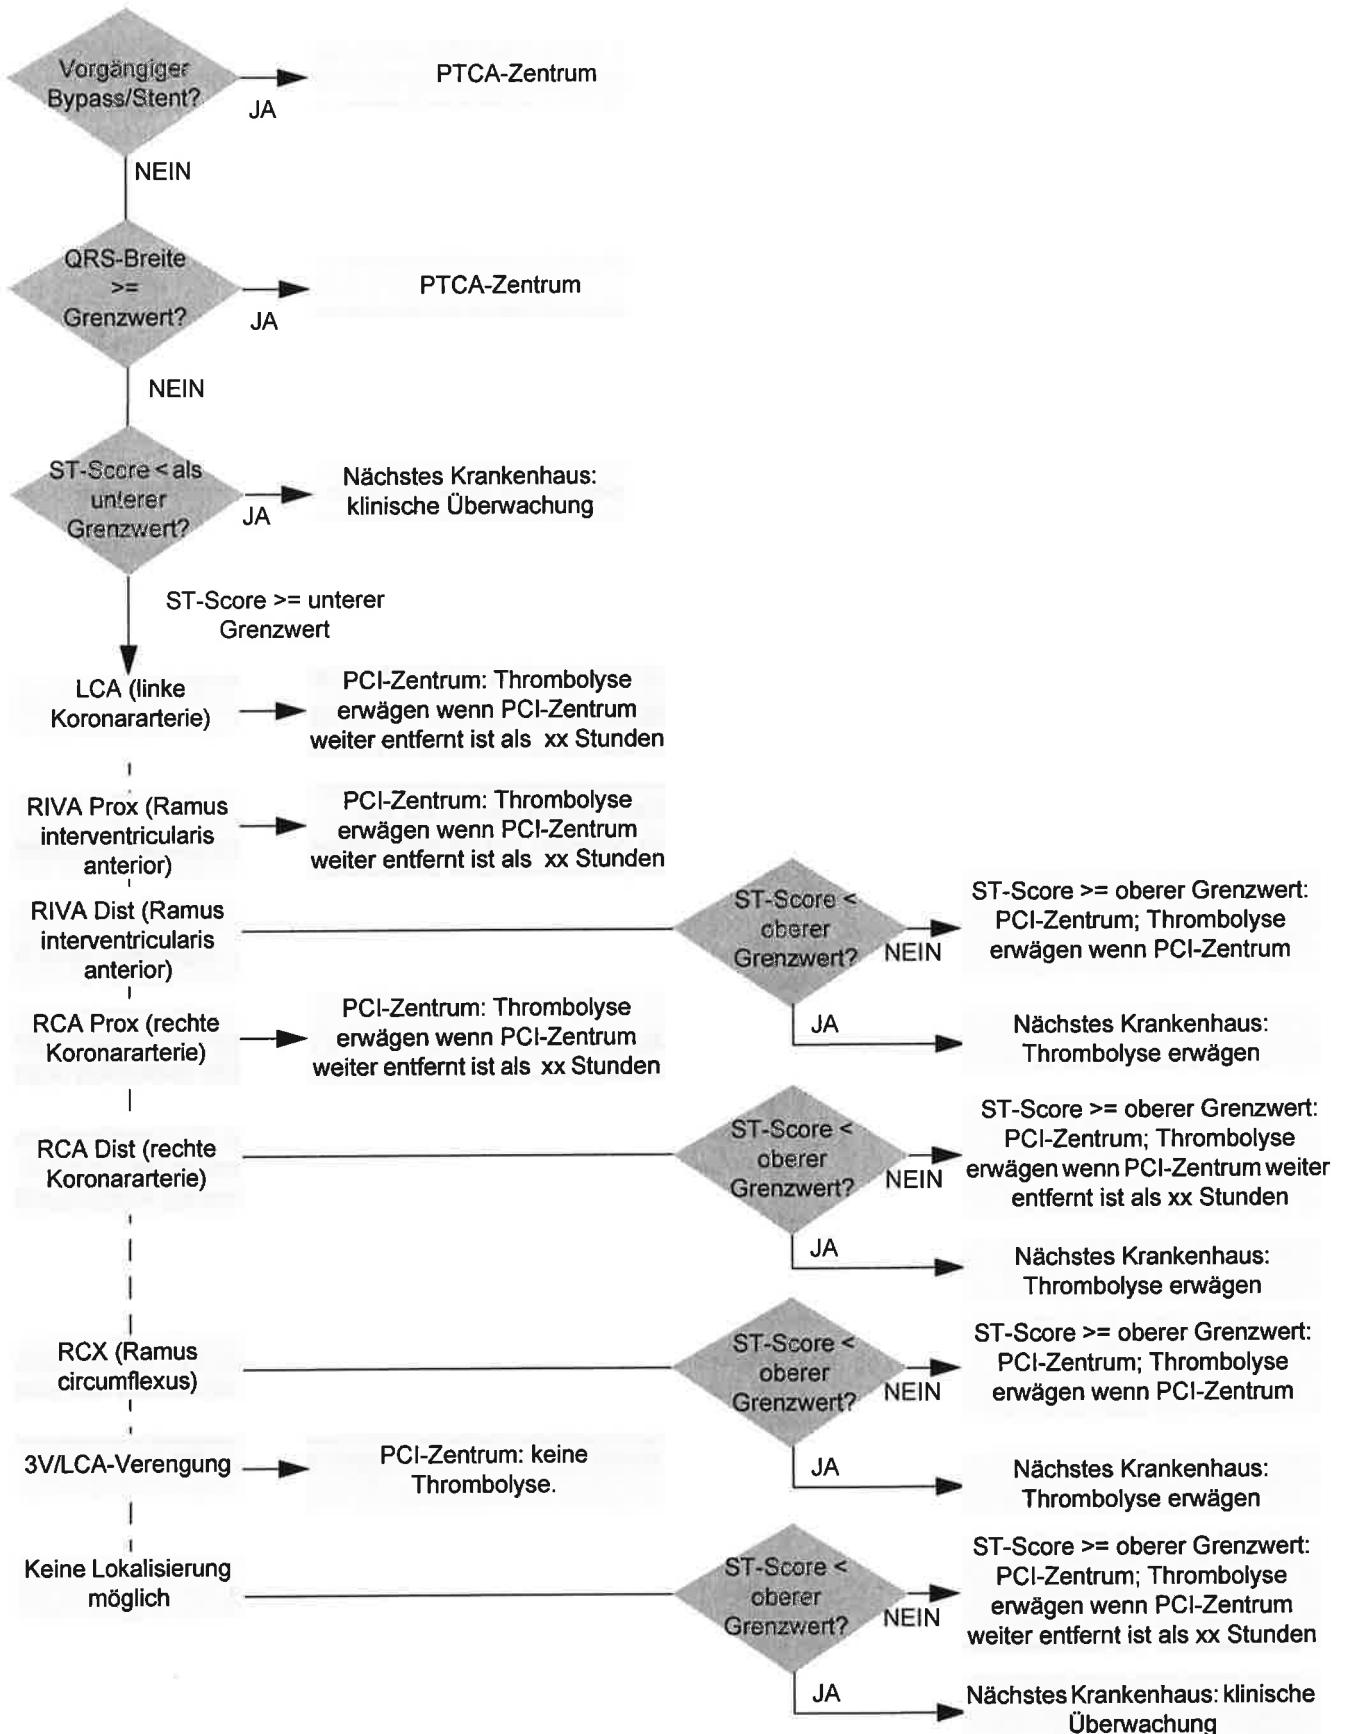 Vorgängiger
Bypass/Stent?
JA
PTCA-Zentrum
NEIN
QRS-Breite
>=
Grenzwert?
JA
PTCA-Zentrum
NEIN
ST-Score < als
unterer
Grenzwert?
JA
Nächstes Krankenhaus:
klinische Überwachung
ST-Score >= unterer
Grenzwert
LCA (linke
Koronararterie)
PCI-Zentrum: Thrombolyse
erwägen wenn PCI-Zentrum
weiter entfernt ist als xx Stunden
RIVA Prox (Ramus
interventricularis
anterior)
PCI-Zentrum: Thrombolyse
erwägen wenn PCI-Zentrum
weiter entfernt ist als xx Stunden
RIVA Dist (Ramus
interventricularis
anterior)
ST-Score <
oberer
Grenzwert?
NEIN
ST-Score >= oberer Grenzwert:
PCI-Zentrum; Thrombolyse
erwägen wenn PCI-Zentrum
JA
Nächstes Krankenhaus:
Thrombolyse erwägen
RCA Prox (rechte
Koronararterie)
PCI-Zentrum: Thrombolyse
erwägen wenn PCI-Zentrum
weiter entfernt ist als xx Stunden
RCA Dist (rechte
Koronararterie)
ST-Score <
oberer
Grenzwert?
NEIN
ST-Score >= oberer Grenzwert:
PCI-Zentrum; Thrombolyse
erwägen wenn PCI-Zentrum weiter
entfernt ist als xx Stunden
JA
Nächstes Krankenhaus:
Thrombolyse erwägen
RCX (Ramus
circumflexus)
ST-Score <
oberer
Grenzwert?
NEIN
ST-Score >= oberer Grenzwert:
PCI-Zentrum; Thrombolyse
erwägen wenn PCI-Zentrum
JA
Nächstes Krankenhaus:
Thrombolyse erwägen
3V/LCA-Verengung
PCI-Zentrum: keine
Thrombolyse.
Keine Lokalisierung
möglich
ST-Score <
oberer
Grenzwert?
NEIN
ST-Score >= oberer Grenzwert:
PCI-Zentrum; Thrombolyse
erwägen wenn PCI-Zentrum
weiter entfernt ist als xx Stunden
JA
Nächstes Krankenhaus: klinische
Überwachung